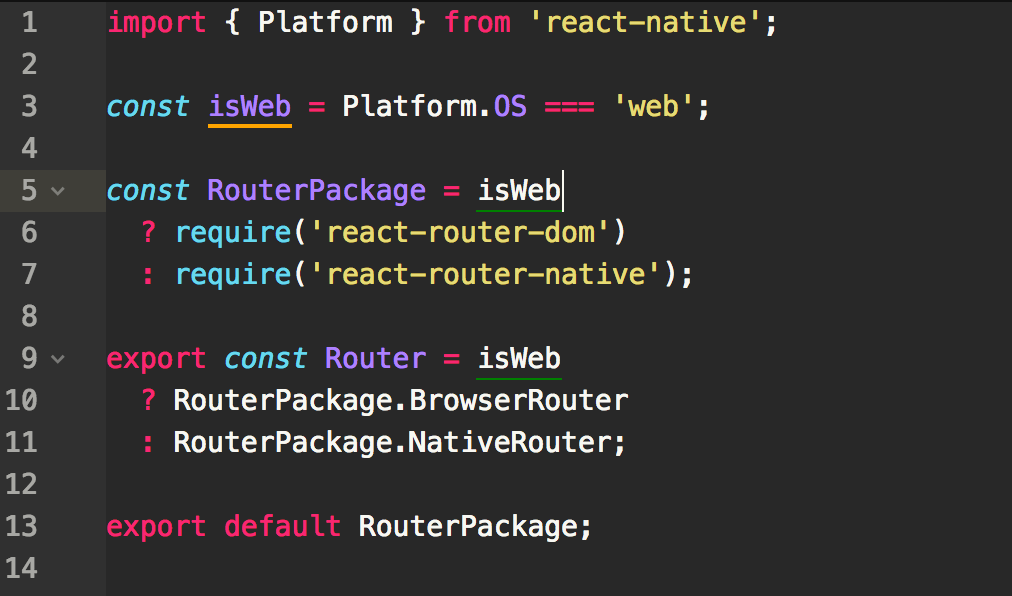 1 import { Platform } from 'react-native';
2
3 const isWeb = Platform.OS === 'web';
4
5 const RouterPackage = isWeb
6   ? require('react-router-dom')
7   : require('react-router-native');
8
9 export const Router = isWeb
10   ? RouterPackage.BrowserRouter
11   : RouterPackage.NativeRouter;
12
13 export default RouterPackage;
14